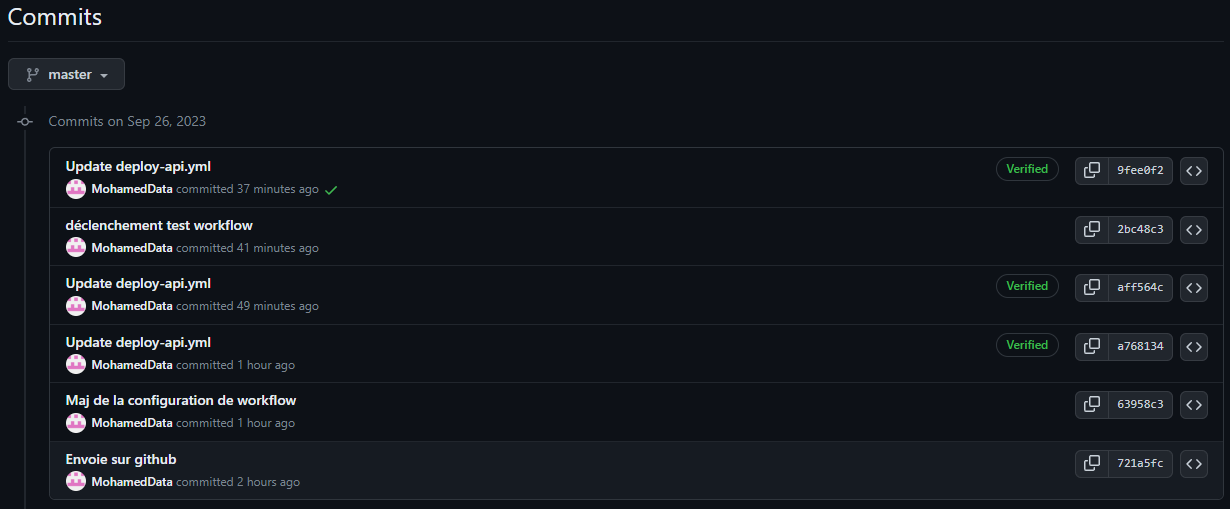 Commits
master
Commits on Sep 26, 2023
Update deploy-api.yml
Verified
9fee0f2
MohamedData committed 37 minutes ago
déclenchement test workflow
2bc48c3
MohamedData committed 41 minutes ago
Update deploy-api.yml
Verified
aff564c
MohamedData committed 49 minutes ago
Update deploy-api.yml
Verified
a768134
MohamedData committed 1 hour ago
Maj de la configuration de workflow
63958c3
MohamedData committed 1 hour ago
Envoie sur github
721a5fc
MohamedData committed 2 hours ago